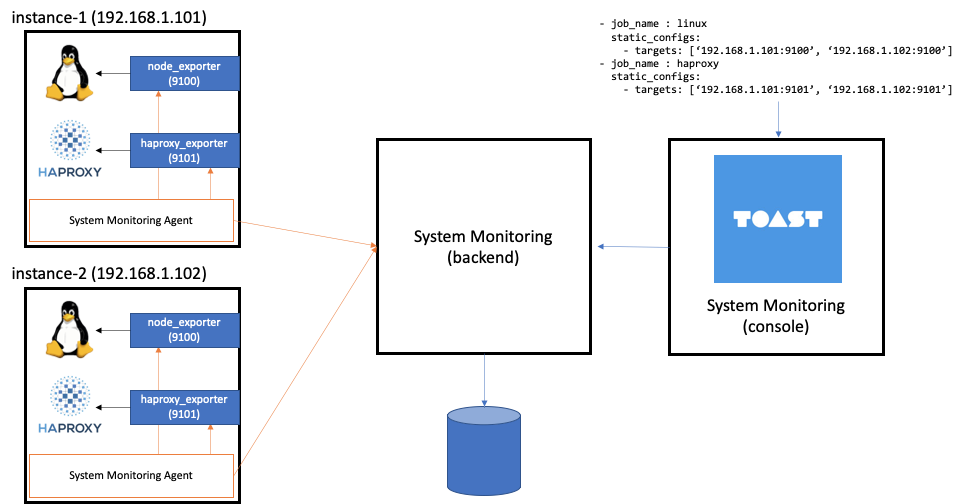 instance-1 (192.168.1.101)
node_exporter
(9100)
haproxy_exporter
(9101)
HAPROXY
System Monitoring Agent
instance-2 (192.168.1.102)
node_exporter
(9100)
haproxy_exporter
(9101)
HAPROXY
System Monitoring Agent
System Monitoring
(backend)
- job_name : linux
static_configs:
- targets: [‘192.168.1.101:9100’, ‘192.168.1.102:9100’]
- job_name : haproxy
static_configs:
- targets: [‘192.168.1.101:9101’, ‘192.168.1.102:9101’]
TOAST
System Monitoring
(console)